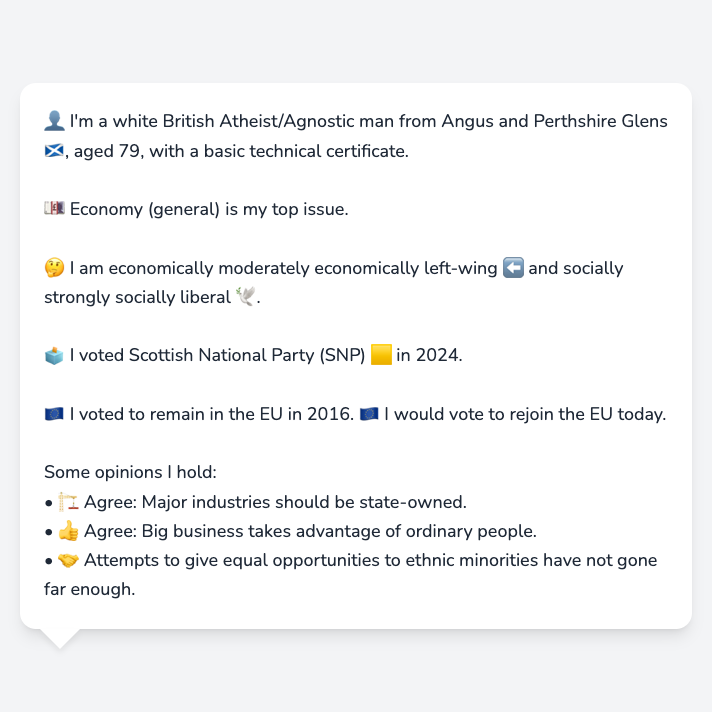 👤 I'm a white British Atheist/Agnostic man from Angus and Perthshire Glens
🏴󠁧󠁢󠁳󠁣󠁴󠁿, aged 79, with a basic technical certificate.
💷 Economy (general) is my top issue.
🤔 I am economically moderately economically left-wing ⬅️ and socially
strongly socially liberal 🕊️.
🗳️ I voted Scottish National Party (SNP) 🟨 in 2024.
🇪🇺 I voted to remain in the EU in 2016. 🇪🇺 I would vote to rejoin the EU today.
Some opinions I hold:
• 🏗️ Agree: Major industries should be state-owned.
• 👍 Agree: Big business takes advantage of ordinary people.
• 🤝 Attempts to give equal opportunities to ethnic minorities have not gone
far enough.